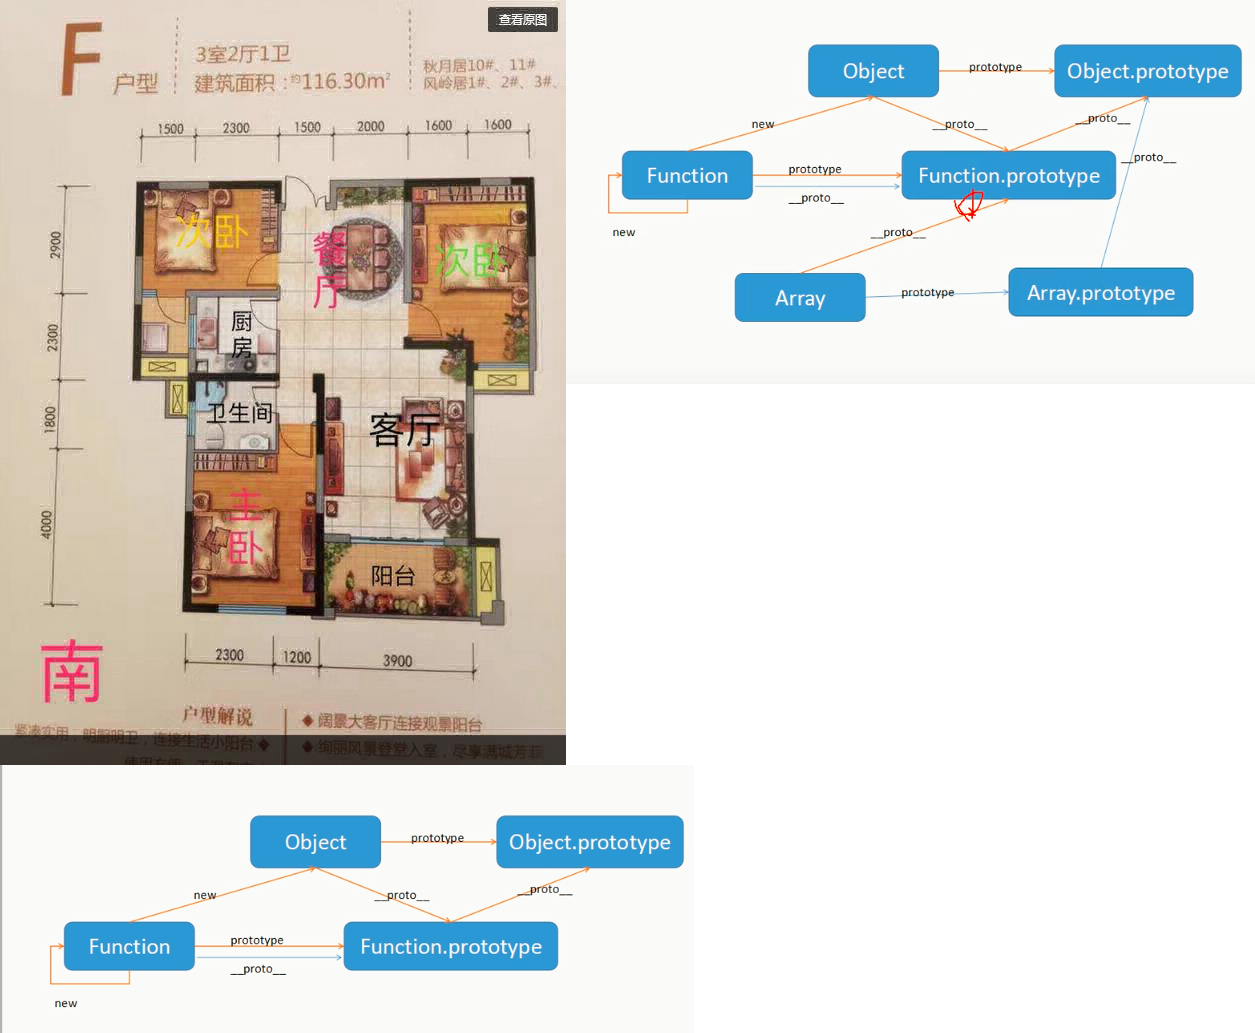 查看原图
F
户型
3室2厅1卫
建筑面积：约116.30m²
秋月居10#、11#
风岭居1#、2#、3#、
1500
2300
1500
2000
1600
1600
2900
2300
1800
4000
次卧
餐
厅
次卧
厨
房
卫生间
客厅
主
卧
阳台
2300
1200
3900
南
户型解说
紧凑实用，明厨明卫，连接生活小阳台
阔景大客厅连接观景阳台
绚丽风景登堂入室，尽享满城芳菲
Object
prototype
Object.prototype
new
__proto__
__proto__
Function
prototype
__proto__
Function.prototype
__proto__
new
__proto__
Array
prototype
Array.prototype
Object
prototype
Object.prototype
new
__proto__
__proto__
Function
prototype
__proto__
Function.prototype
new